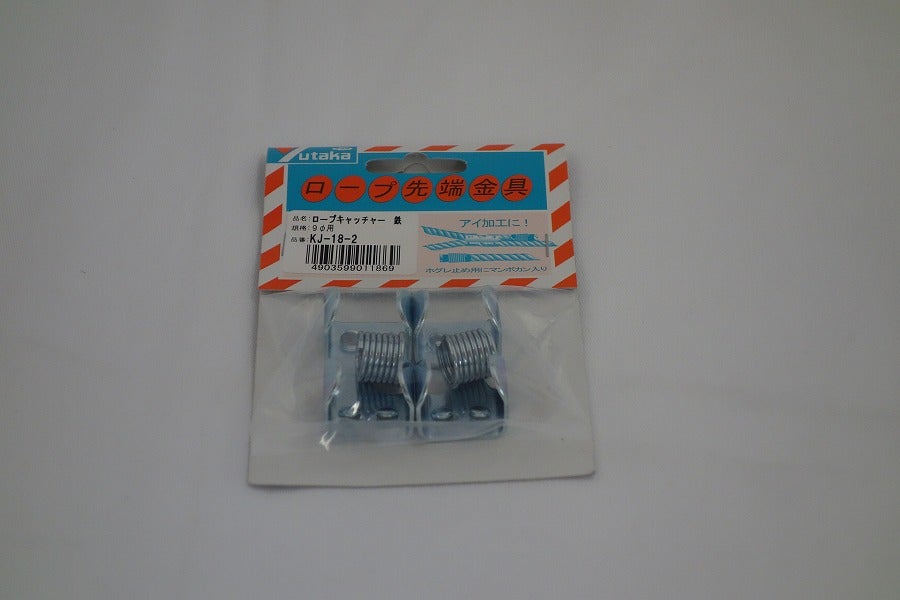 Yutaka
ロープ先端金具
品名:ロープキャッチャー 鉄
規格:9φ用
品番:KJ-18-2
4903599011869
アイ加工に!
ホグレ止め用にマンボカン入り